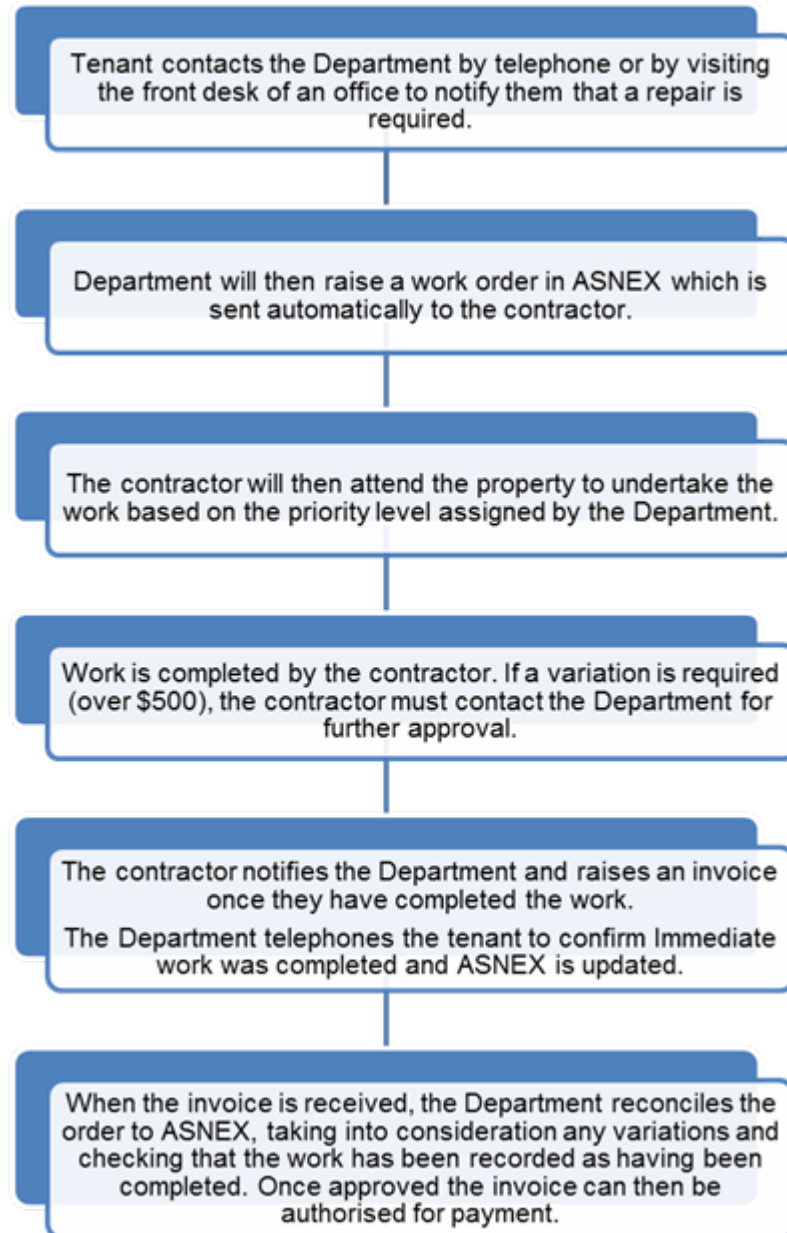 Tenant contacts the Department by telephone or by visiting
the front desk of an office to notify them that a repair is
required.
Department will then raise a work order in ASNEX which is
sent automatically to the contractor.
The contractor will then attend the property to undertake the
work based on the priority level assigned by the Department.
Work is completed by the contractor. If a variation is required
(over $500), the contractor must contact the Department for
further approval.
The contractor notifies the Department and raises an invoice
once they have completed the work.
The Department telephones the tenant to confirm Immediate
work was completed and ASNEX is updated.
When the invoice is received, the Department reconciles the
order to ASNEX, taking into consideration any variations and
checking that the work has been recorded as having been
completed. Once approved the invoice can then be
authorised for payment.